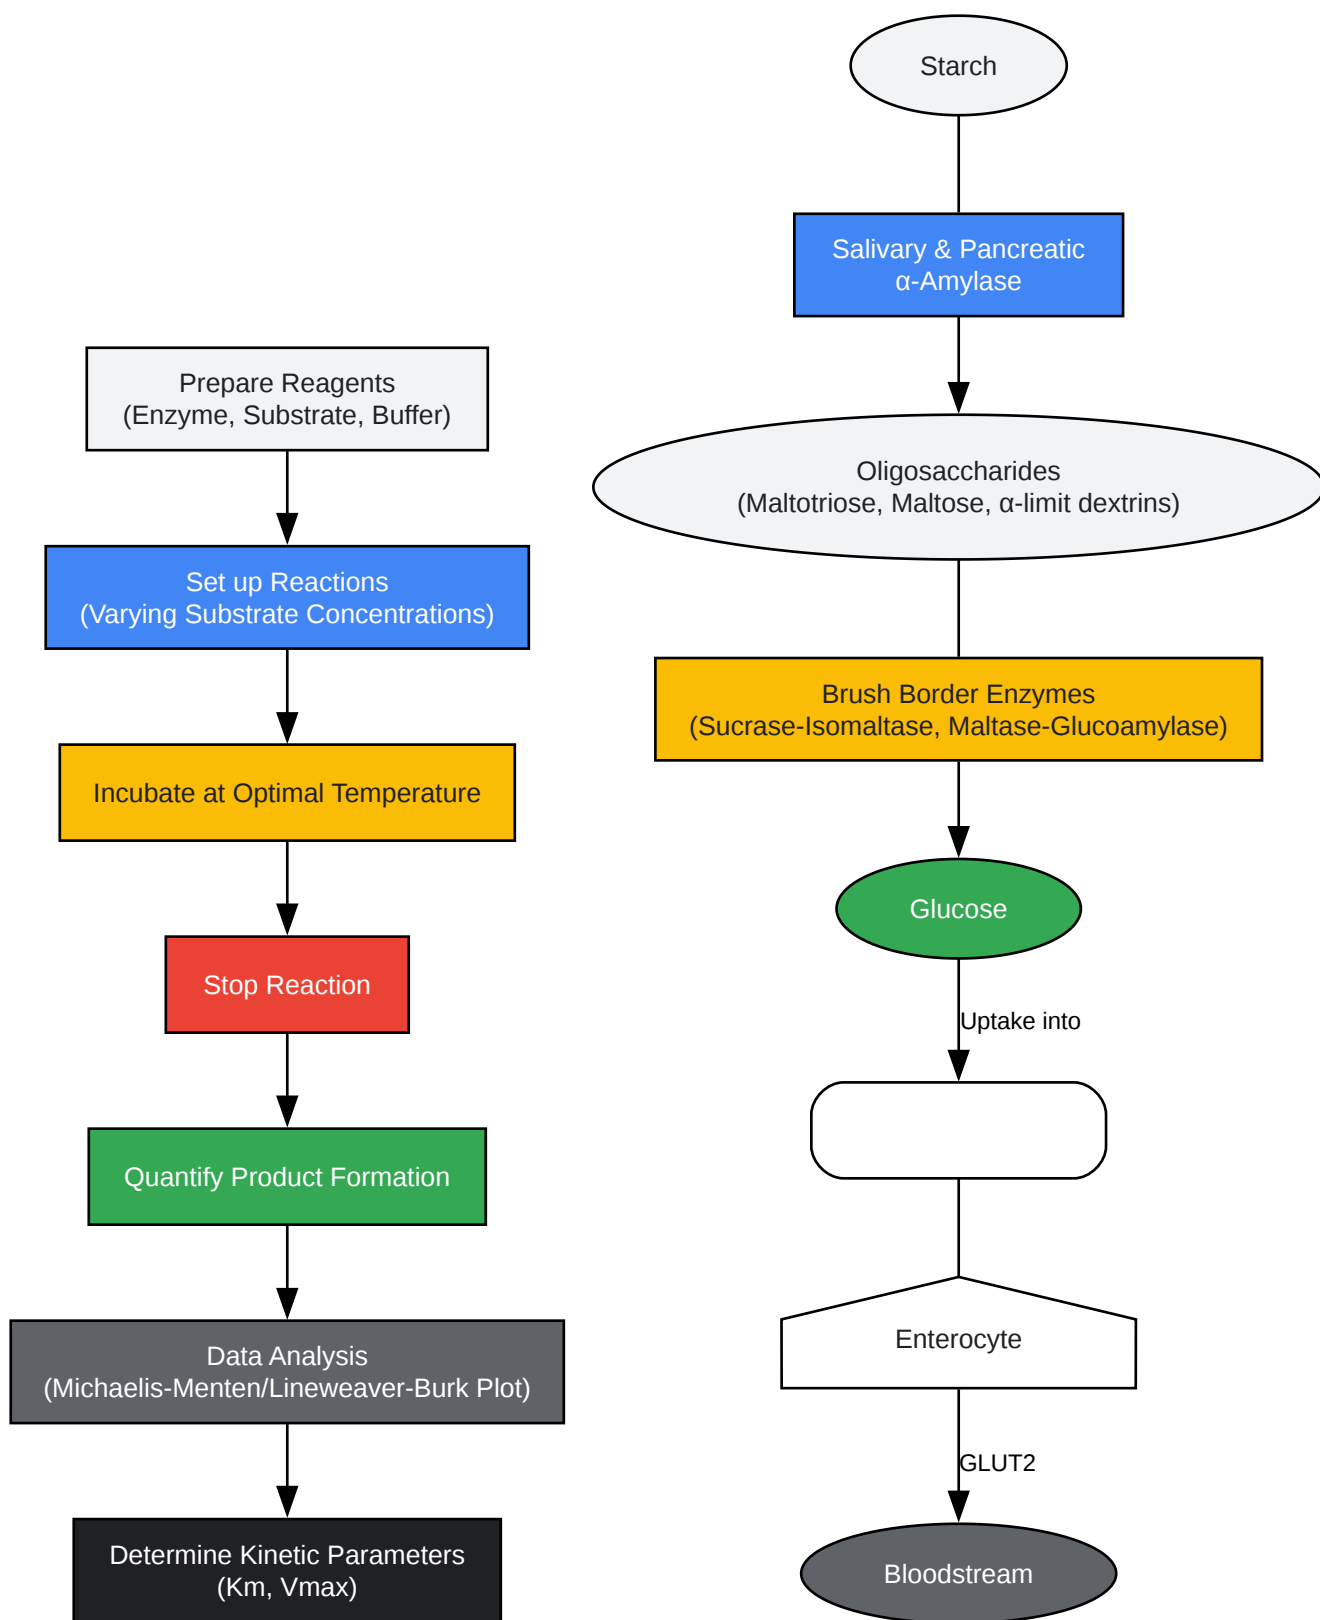 Prepare Reagents
(Enzyme, Substrate, Buffer)
Set up Reactions
(Varying Substrate Concentrations)
Incubate at Optimal Temperature
Stop Reaction
Quantify Product Formation
Data Analysis
(Michaelis-Menten/Lineweaver-Burk Plot)
Determine Kinetic Parameters
(Km, Vmax)
Starch
Salivary & Pancreatic
α-Amylase
Oligosaccharides
(Maltotriose, Maltose, α-limit dextrins)
Brush Border Enzymes
(Sucrase-Isomaltase, Maltase-Glucoamylase)
Glucose
Uptake into
Enterocyte
GLUT2
Bloodstream